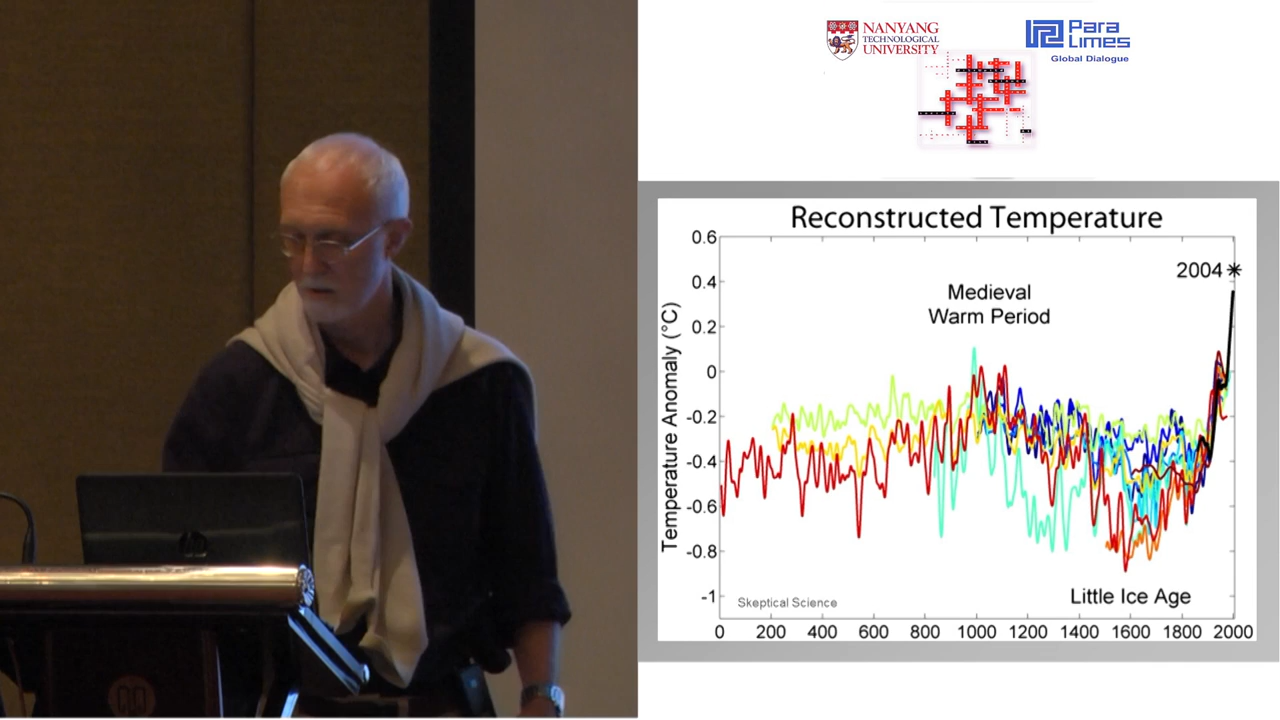 NANYANG
TECHNOLOGICAL
UNIVERSITY
Para
Limes
Global Dialogue
Reconstructed Temperature
Temperature Anomaly (°C)
0.6
0.4
0.2
0
-0.2
-0.4
-0.6
-0.8
-1
2004
Medieval
Warm Period
Little Ice Age
Skeptical Science
0 200 400 600 800 1000 1200 1400 1600 1800 2000
hp